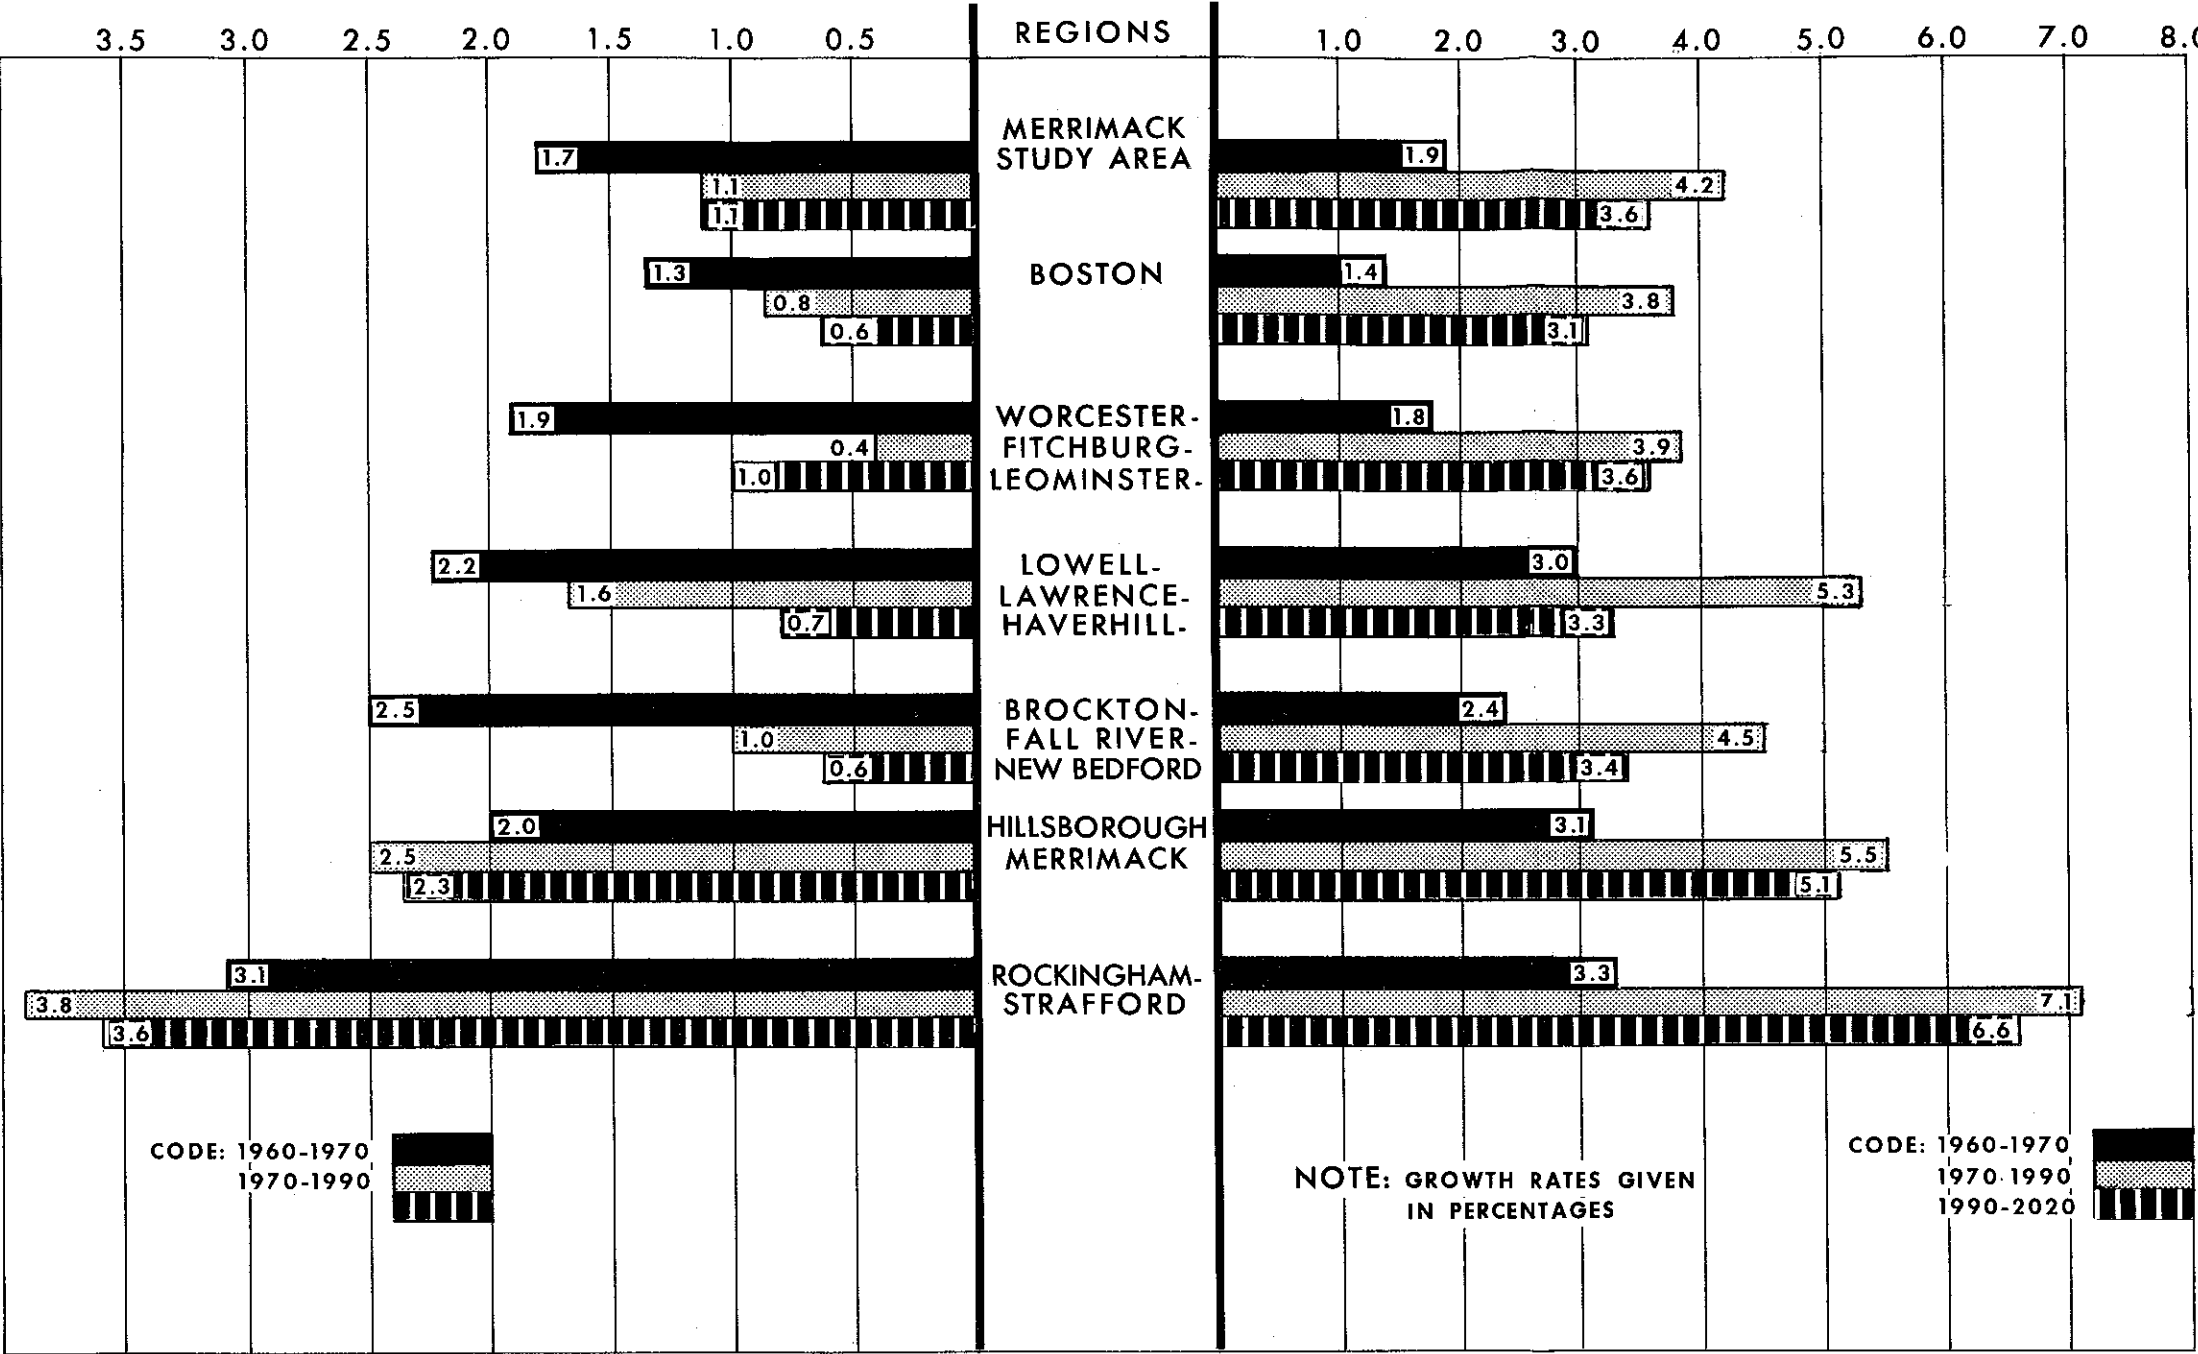 3.5 3.0 2.5 2.0 1.5 1.0 0.5 REGIONS 1.0 2.0 3.0 4.0 5.0 6.0 7.0
MERRIMACK
1.7 STUDY AREA 1.9
1.1 4.2
1.1 3.6
1.3 BOSTON 1.4
0.8 3.8
0.6 3.1
1.9 WORCESTER- 1.8
0.4 FITCHBURG- 3.9
1.0 LEOMINSTER- 3.6
2.2 LOWELL- 3.0
1.6 LAWRENCE- 5.3
0.7 HAVERHILL- 3.3
2.5 BROCKTON- 2.4
1.0 FALL RIVER- 4.5
0.6 NEW BEDFORD 3.4
2.0 HILLSBOROUGH 3.1
2.5 MERRIMACK 5.5
2.3 5.1
3.1 ROCKINGHAM- 3.3
3.8 STRAFFORD 7.1
3.6 6.6
CODE: 1960-1970
1970-1990
NOTE: GROWTH RATES GIVEN
IN PERCENTAGES
CODE: 1960-1970
1970-1990
1990-2020